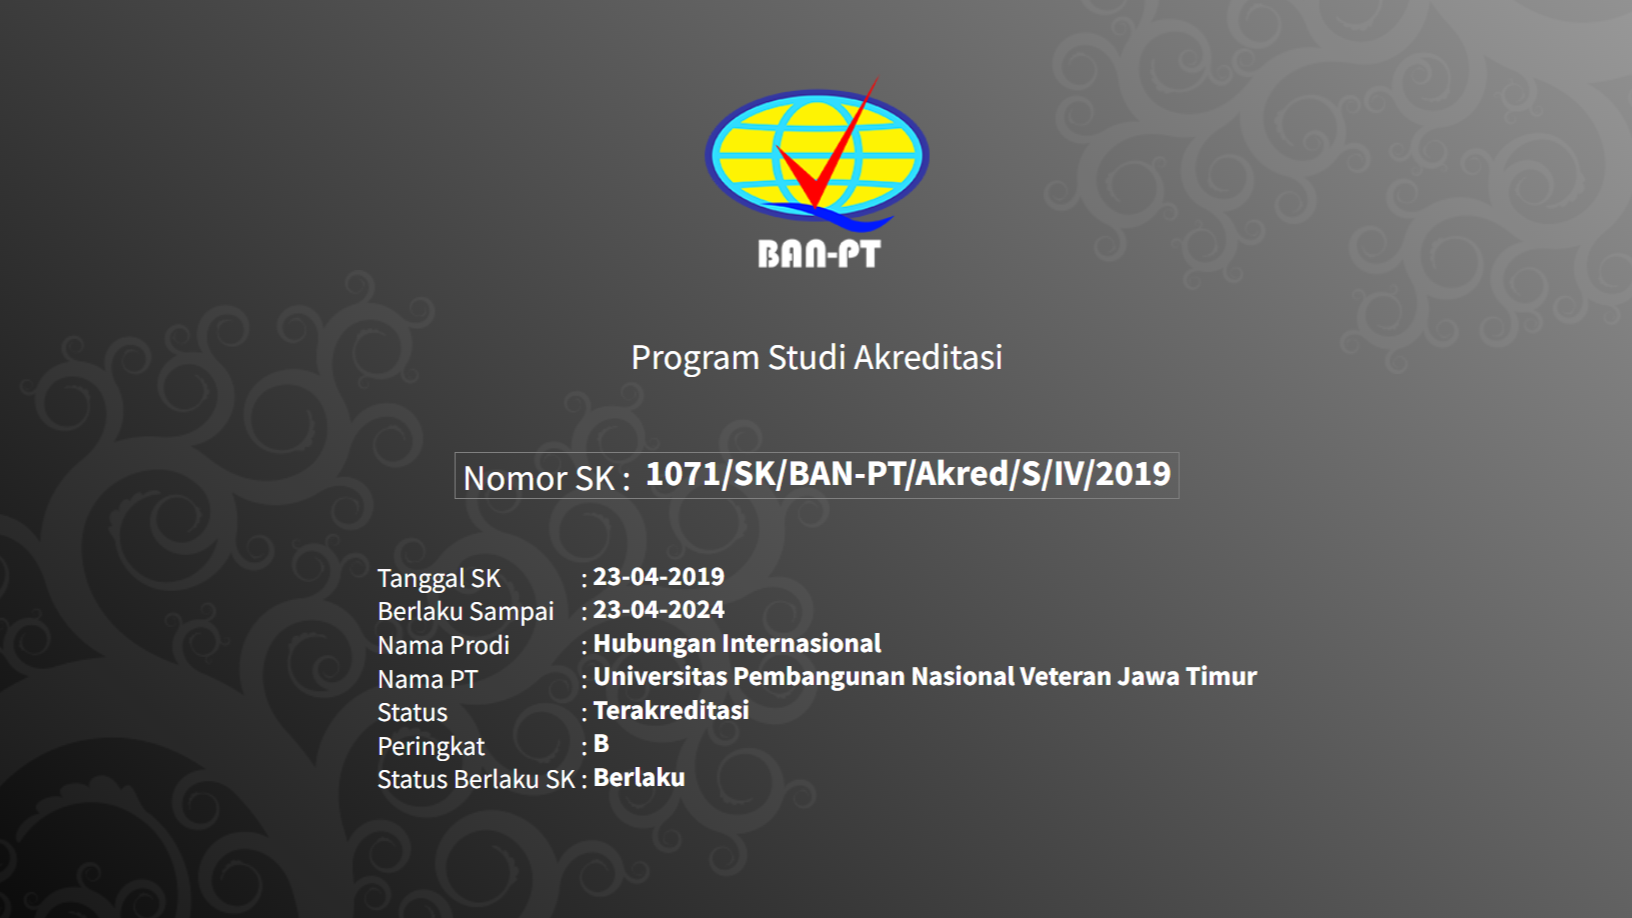 BAN-PT
Program Studi Akreditasi
Nomor SK : 1071/SK/BAN-PT/Akred/S/IV/2019
Tanggal SK : 23-04-2019
Berlaku Sampai : 23-04-2024
Nama Prodi : Hubungan Internasional
Nama PT : Universitas Pembangunan Nasional Veteran Jawa Timur
Status : Terakreditasi
Peringkat : B
Status Berlaku SK : Berlaku